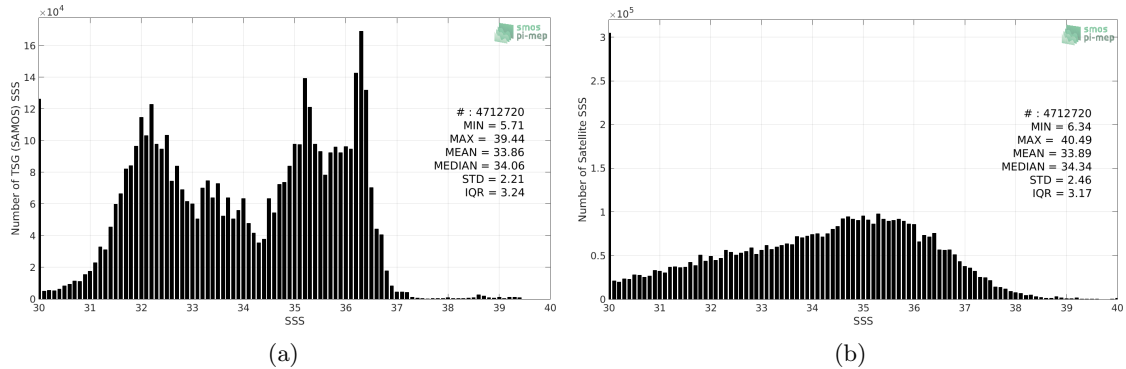 ×10⁴
smos
pi-mep
16
14
12
10
8
6
4
2
0
Number of TSG (SAMOS) SSS
# : 4712720
MIN = 5.71
MAX = 39.44
MEAN = 33.86
MEDIAN = 34.06
STD = 2.21
IQR = 3.24
30 31 32 33 34 35 36 37 38 39 40
SSS
(a)
×10⁵
smos
pi-mep
3
2.5
2
1.5
1
0.5
0
Number of Satellite SSS
# : 4712720
MIN = 6.34
MAX = 40.49
MEAN = 33.89
MEDIAN = 34.34
STD = 2.46
IQR = 3.17
30 31 32 33 34 35 36 37 38 39 40
SSS
(b)